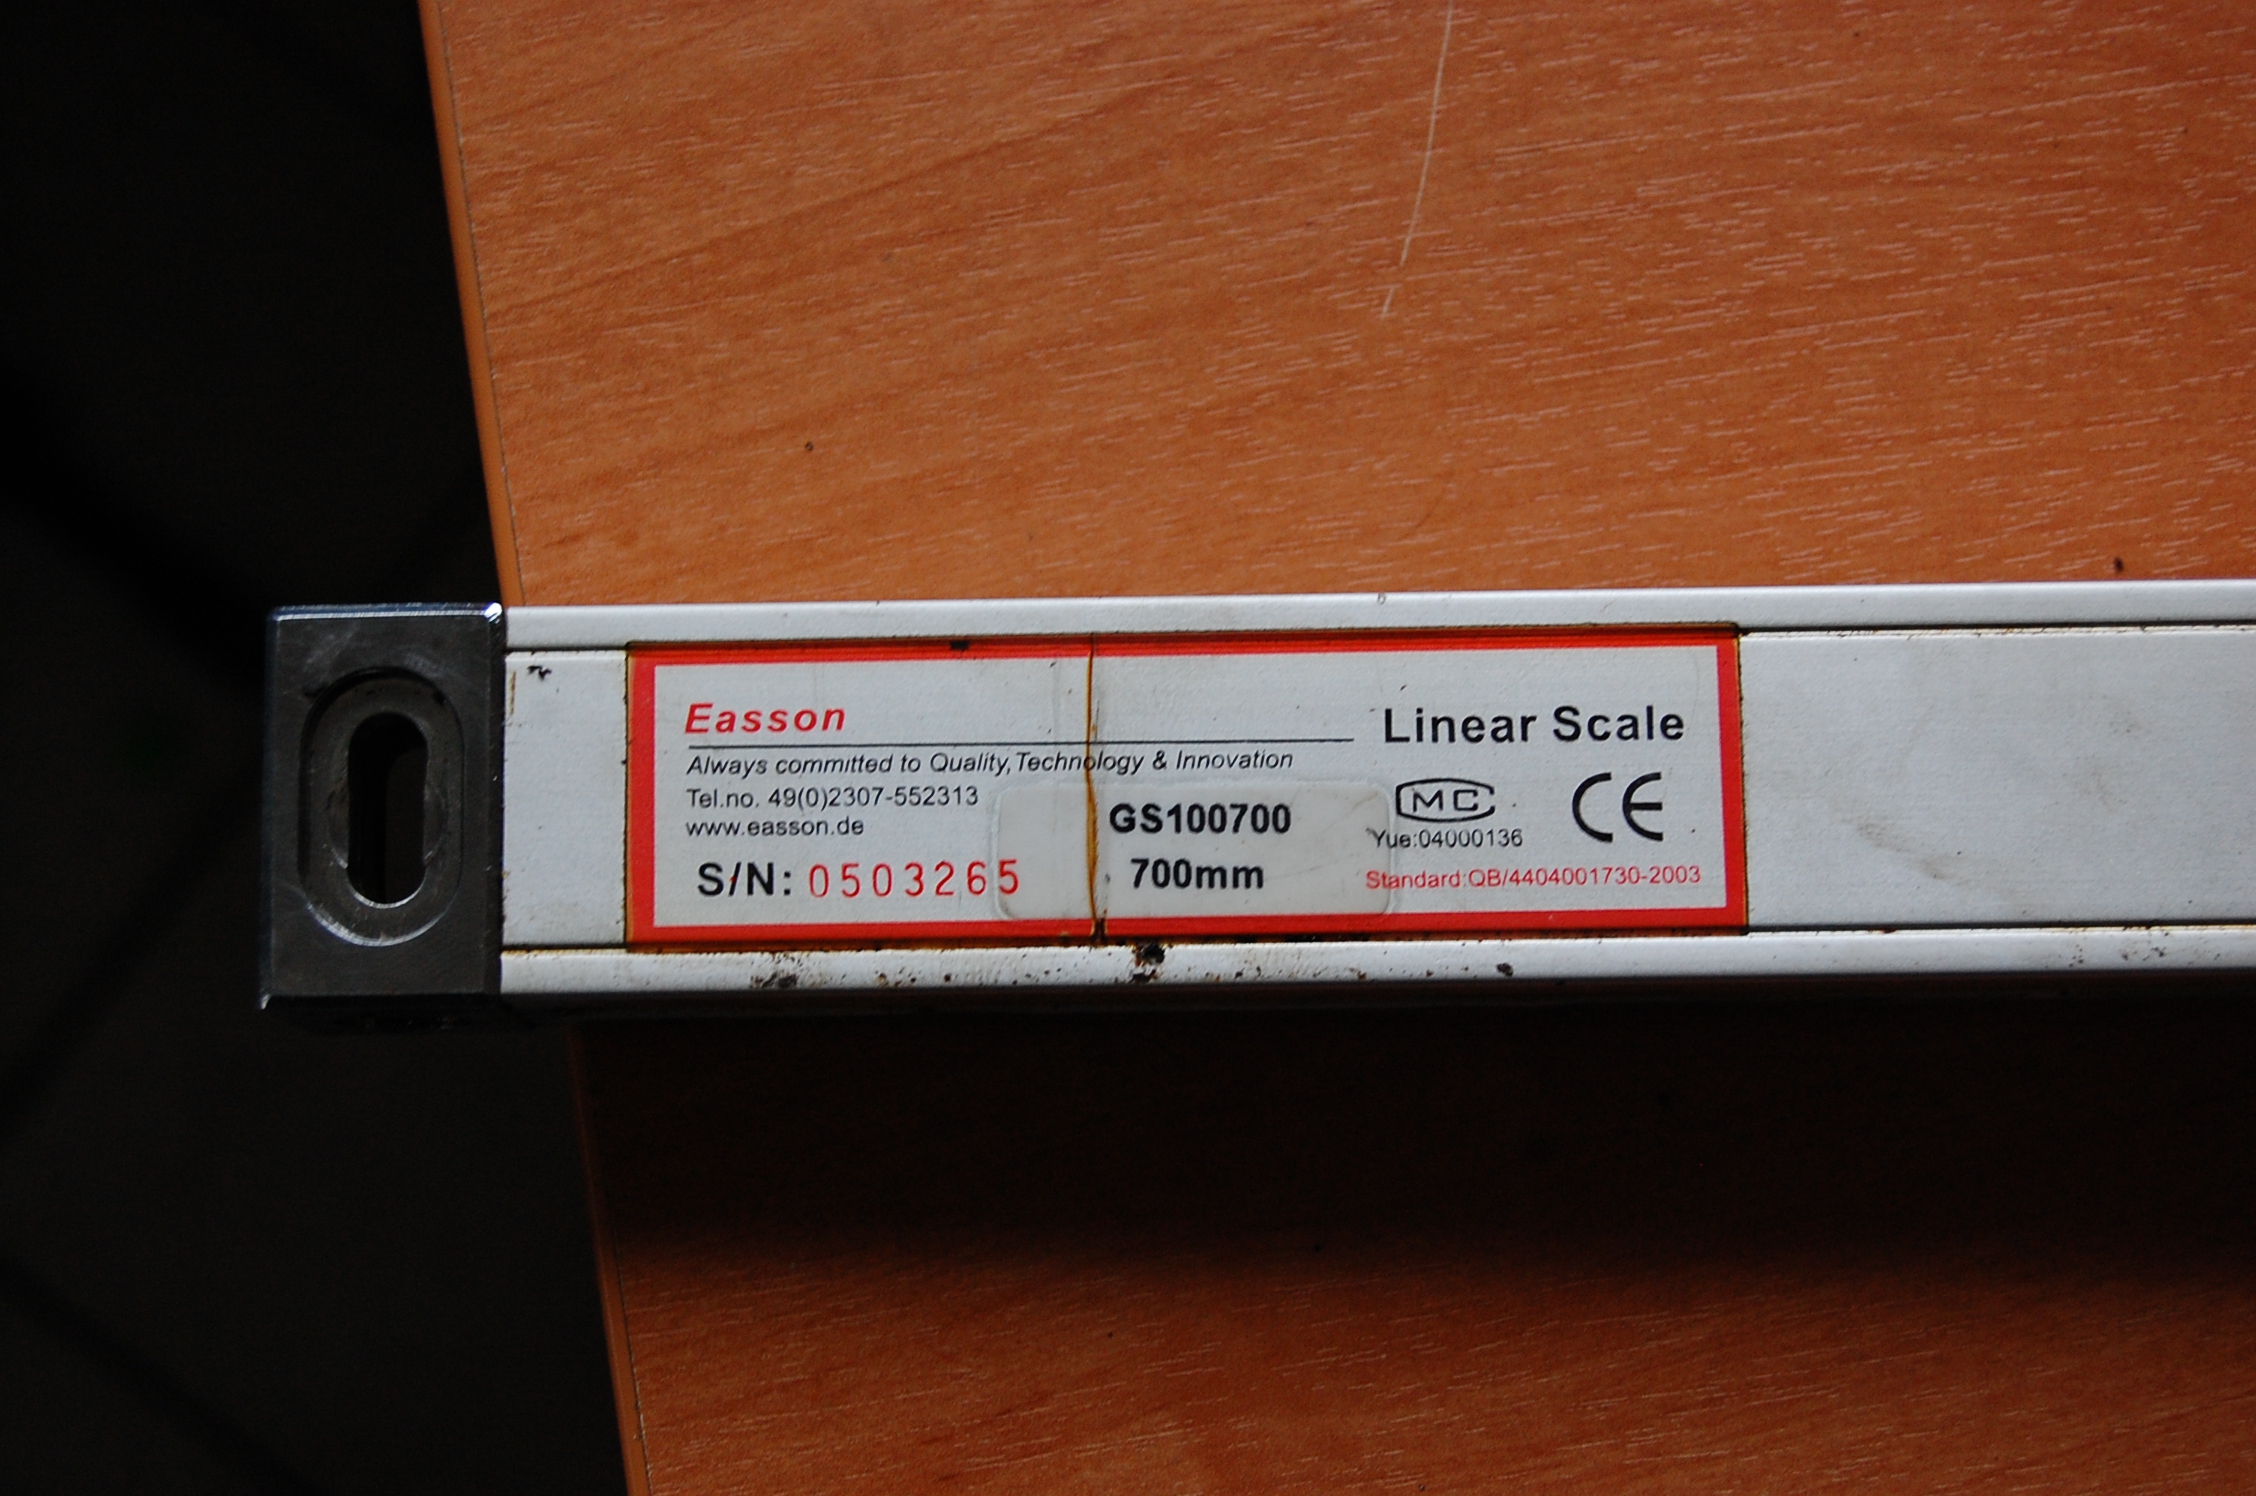 Easson
Linear Scale
Always committed to Quality, Technology & Innovation
Tel.no. 49(0)2307-552313
www.easson.de
GS100700
700mm
MC
CE
Yue:04000136
S/N: 0503265
Standard:QB/4404001730-2003